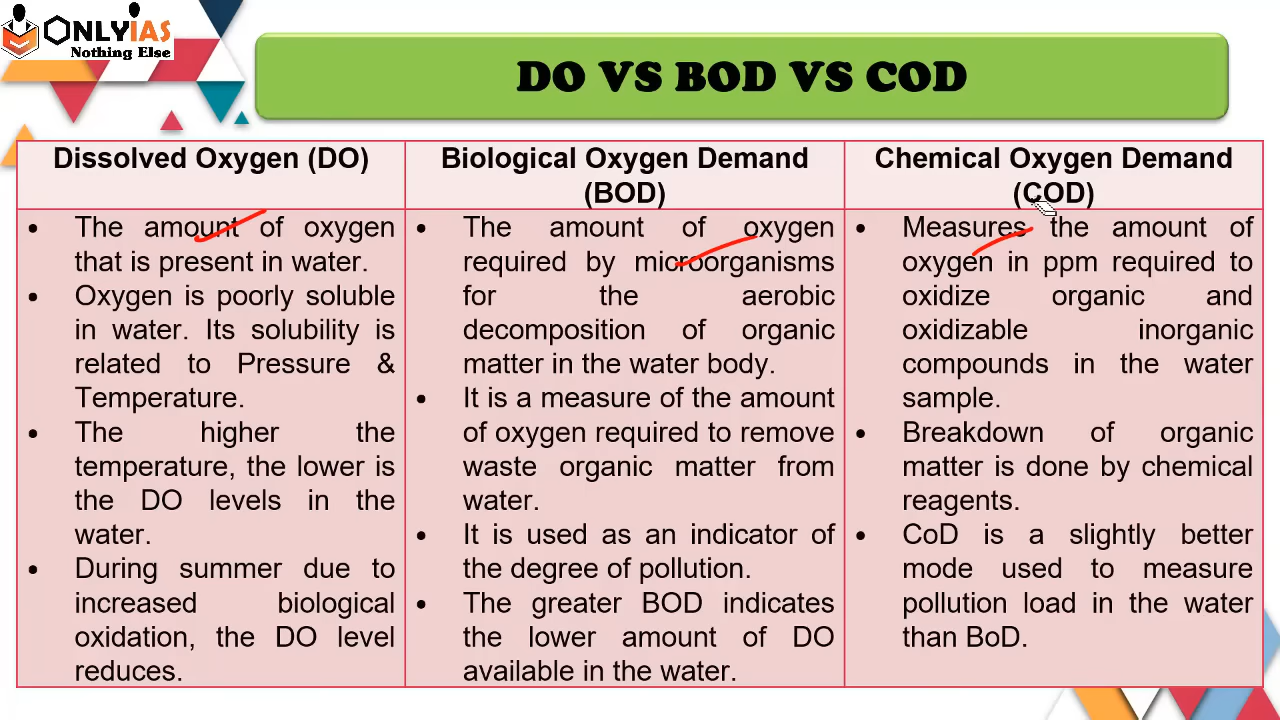 ONLYIAS
Nothing Else
DO VS BOD VS COD
Dissolved Oxygen (DO)
• The amount of oxygen
that is present in water.
• Oxygen is poorly soluble
in water. Its solubility is
related to Pressure &
Temperature.
• The higher the
temperature, the lower is
the DO levels in the
water.
• During summer due to
increased biological
oxidation, the DO level
reduces.
Biological Oxygen Demand
(BOD)
• The amount of oxygen
required by microorganisms
for the aerobic
decomposition of organic
matter in the water body.
• It is a measure of the amount
of oxygen required to remove
waste organic matter from
water.
• It is used as an indicator of
the degree of pollution.
• The greater BOD indicates
the lower amount of DO
available in the water.
Chemical Oxygen Demand
(COD)
• Measures the amount of
oxygen in ppm required to
oxidize organic and
oxidizable inorganic
compounds in the water
sample.
• Breakdown of organic
matter is done by chemical
reagents.
• CoD is a slightly better
mode used to measure
pollution load in the water
than BoD.